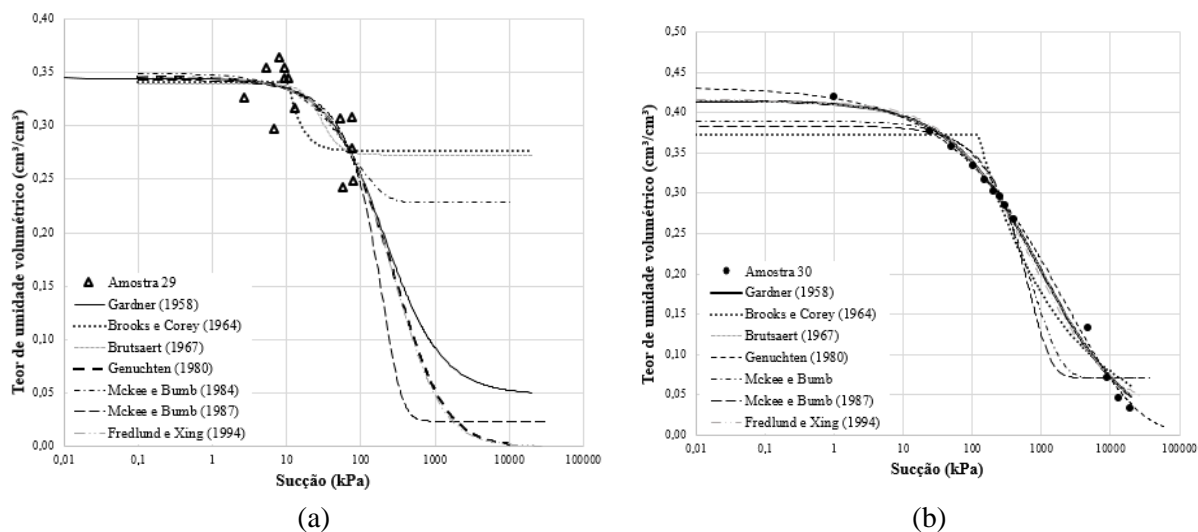 0,40
0,35
0,30
0,25
0,20
0,15
0,10
0,05
0,00
Teor de umidade volumétrico (cm³/cm³)
Amostra 29
Gardner (1958)
Brooks e Corey (1964)
Brutsaert (1967)
Genuchten (1980)
Mckee e Bumb (1984)
Mckee e Bumb (1987)
Fredlund e Xing (1994)
0,01 0,1 1 10 100 1000 10000 100000
Sucção (kPa)
(a)
0,50
0,45
0,40
0,35
0,30
0,25
0,20
0,15
0,10
0,05
0,00
Teor de umidade volumétrico (cm³/cm³)
Amostra 30
Gardner (1958)
Brooks e Corey (1964)
Brutsaert (1967)
Genuchten (1980)
Mckee e Bumb
Mckee e Bumb (1987)
Fredlund e Xing (1994)
0,01 0,1 1 10 100 1000 10000 100000
Sucção (kPa)
(b)